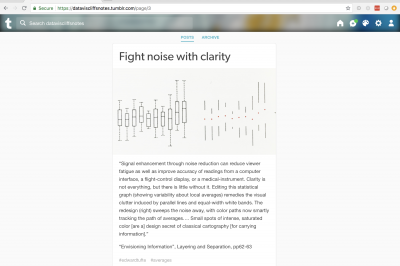 Secure https://dataviscliffsnotes.tumblr.com/page/3
t Search datavisclliffsnotes
POSTS ARCHIVE
Fight noise with clarity
"Signal enhancement through noise reduction can reduce viewer
fatigue as well as improve accuracy of readings from a computer
interface, a flight-control display, or a medical-instrument. Clarity is
not everything, but there is little without it. Editing this statistical
graph (showing variability about local averages) remedies the visual
clutter induced by parallel lines and equal-width white bands. The
redesign (right) sweeps the noise away, with color spots now smartly
tracking the path of averages.... Small spots of intense, saturated
color [are a] design secret of classical cartography [for carrying
information]."
"Envisioning Information", Layering and Separation, pp62-63
#edwardtufte #averages